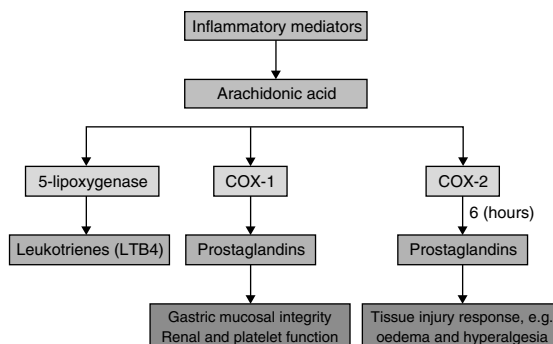 Inflammatory mediators
Arachidonic acid
5-lipoxygenase
COX-1
COX-2
6 (hours)
Leukotrienes (LTB4)
Prostaglandins
Prostaglandins
Gastric mucosal integrity
Renal and platelet function
Tissue injury response, e.g.
oedema and hyperalgesia